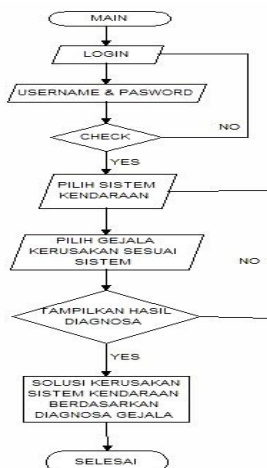 MAIN
LOGIN
USERNAME & PASWORD
CHECK
NO
YES
PILIH SISTEM
KENDARAAN
PILIH GEJALA
KERUSAKAN SESUAI
SISTEM
NO
TAMPILKAN HASIL
DIAGNOSA
YES
SOLUSI KERUSAKAN
SISTEM KENDARAAN
BERDASARKAN
DIAGNOSA GEJALA
SELESAI